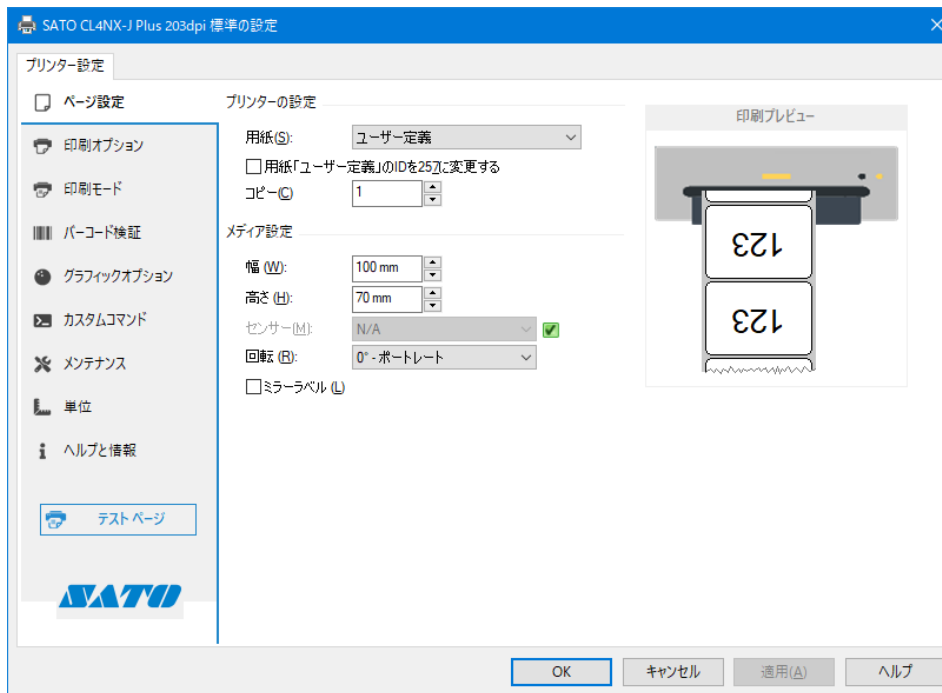 SATO CL4NX-J Plus 203dpi 標準の設定
プリンター設定
ページ設定
印刷オプション
印刷モード
バーコード検証
グラフィックオプション
カスタムコマンド
メンテナンス
単位
ヘルプと情報
テスト ページ
SATO
プリンターの設定
用紙(S): ユーザー定義
用紙「ユーザー定義」のIDを257に変更する
コピー(C) 1
メディア設定
幅 (W): 100 mm
高さ (H): 70 mm
センサー(M): N/A
回転 (R): 0° - ポートレート
ミラーラベル (L)
印刷プレビュー
123
123
OK キャンセル 適用(A) ヘルプ